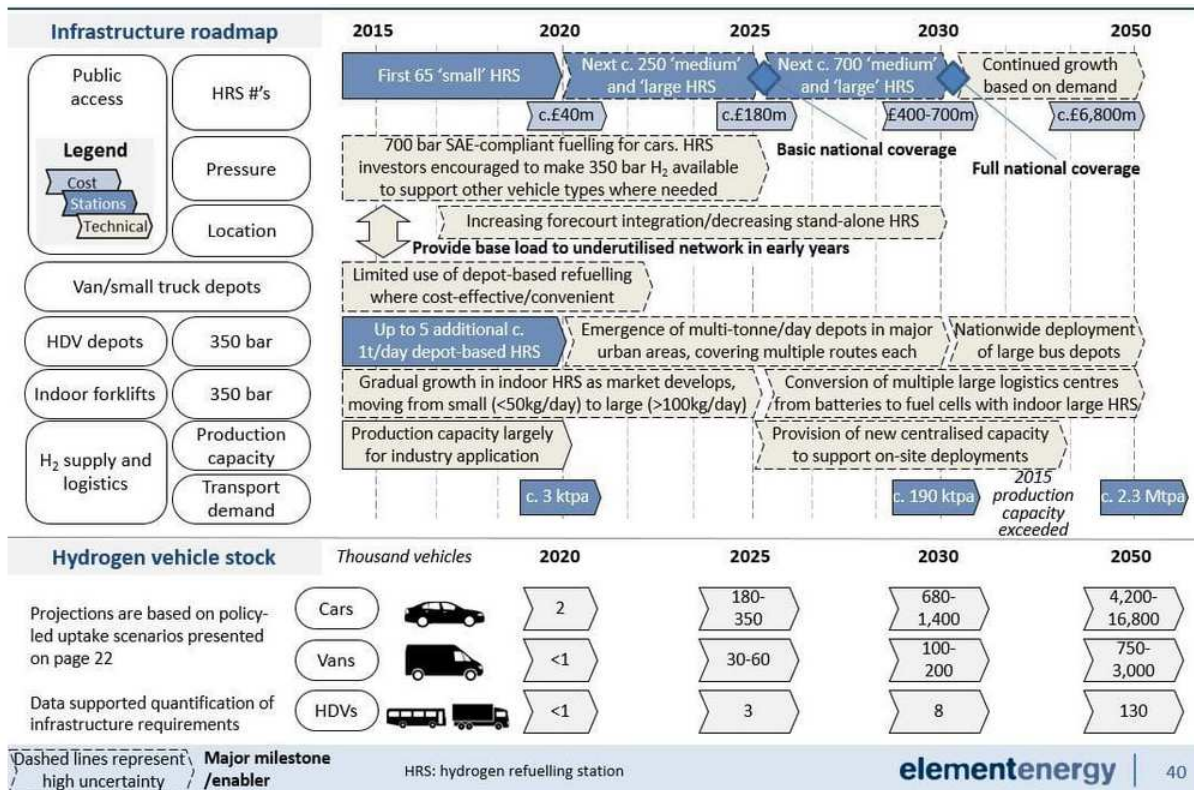 Infrastructure roadmap
2015
2020
2025
2030
2050
Public
access
Legend
Cost
Stations
Technical
HRS #'s
First 65 ‘small’ HRS
Next c. 250 ‘medium’
and ‘large HRS
Next c. 700 ‘medium’
and ‘large’ HRS
Continued growth
based on demand
c.£40m
c.£180m
£400-700m
c.£6,800m
Basic national coverage
Full national coverage
Pressure
700 bar SAE-compliant fuelling for cars. HRS
investors encouraged to make 350 bar H₂ available
to support other vehicle types where needed
Location
Increasing forecourt integration/decreasing stand-alone HRS
Provide base load to underutilised network in early years
Van/small truck depots
Limited use of depot-based refuelling
where cost-effective/convenient
HDV depots
350 bar
Up to 5 additional c.
1t/day depot-based HRS
Emergence of multi-tonne/day depots in major
urban areas, covering multiple routes each
Nationwide deployment
of large bus depots
Indoor forklifts
350 bar
Gradual growth in indoor HRS as market develops,
moving from small (<50kg/day) to large (>100kg/day)
Conversion of multiple large logistics centres
from batteries to fuel cells with indoor large HRS
H₂ supply and
logistics
Production
capacity
Production capacity largely
for industry application
Provision of new centralised capacity
to support on-site deployments
Transport
demand
c. 3 ktpa
c. 190 ktpa
2015
production
capacity
exceeded
c. 2.3 Mtpa
Hydrogen vehicle stock
Thousand vehicles
2020
2025
2030
2050
Projections are based on policy-
led uptake scenarios presented
on page 22
Cars
2
180-
350
680-
1,400
4,200-
16,800
Vans
<1
30-60
100-
200
750-
3,000
Data supported quantification of
infrastructure requirements
HDVs
<1
3
8
130
Dashed lines represent
high uncertainty
Major milestone
/enabler
HRS: hydrogen refuelling station
elementenergy
40